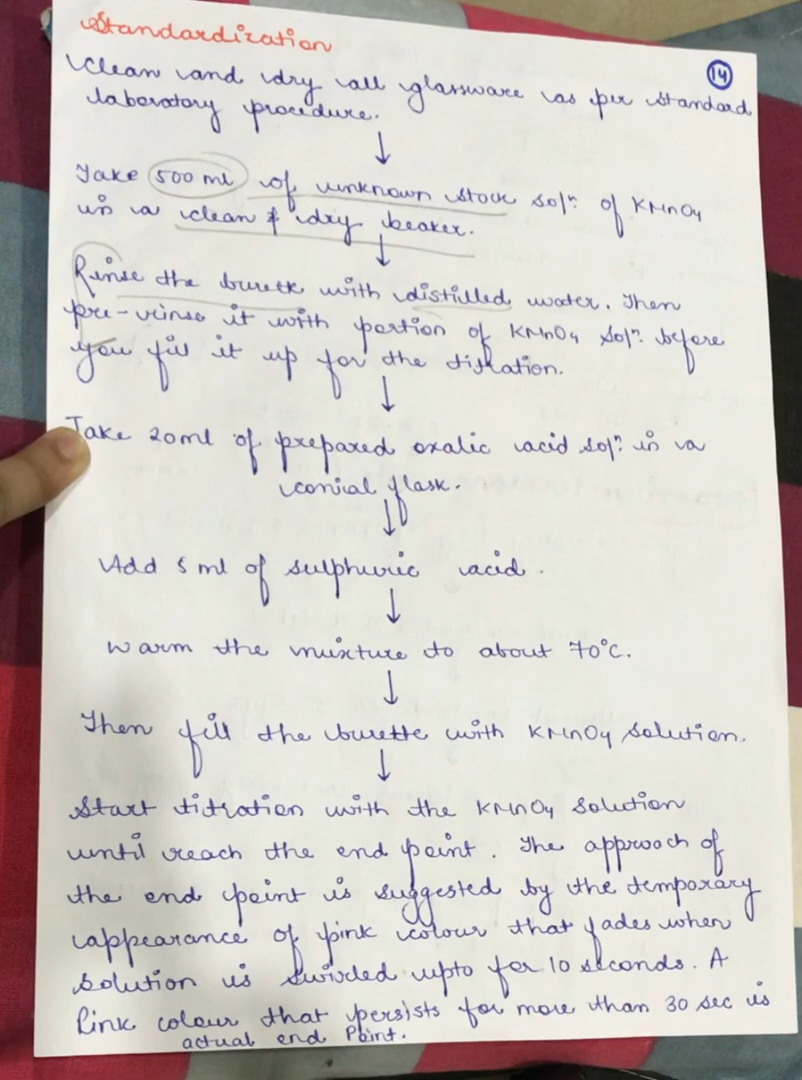 Standardization
14
Clean and dry all glassware as per standard
laboratory procedure.
↓
Take 500 ml of unknown stock solⁿ. of KMnO4
in a clean & dry beaker.
↓
Rinse the burette with distilled water. Then
pre-rinse it with portion of KMnO4 solⁿ. before
you fill it up for the titration.
↓
Take 20ml of prepared oxalic acid solⁿ. in a
conial flask.
↓
Add 5 ml of sulphuric acid.
↓
Warm the mixture to about 70°C.
↓
Then fill the burette with KMnO4 solution.
↓
Start titration with the KMnO4 solution
until reach the end point. The approach of
the end point is suggested by the temporary
appearance of pink colour that fades when
solution is swirled upto for 10 seconds. A
Pink colour that persists for more than 30 sec is
actual end Point.